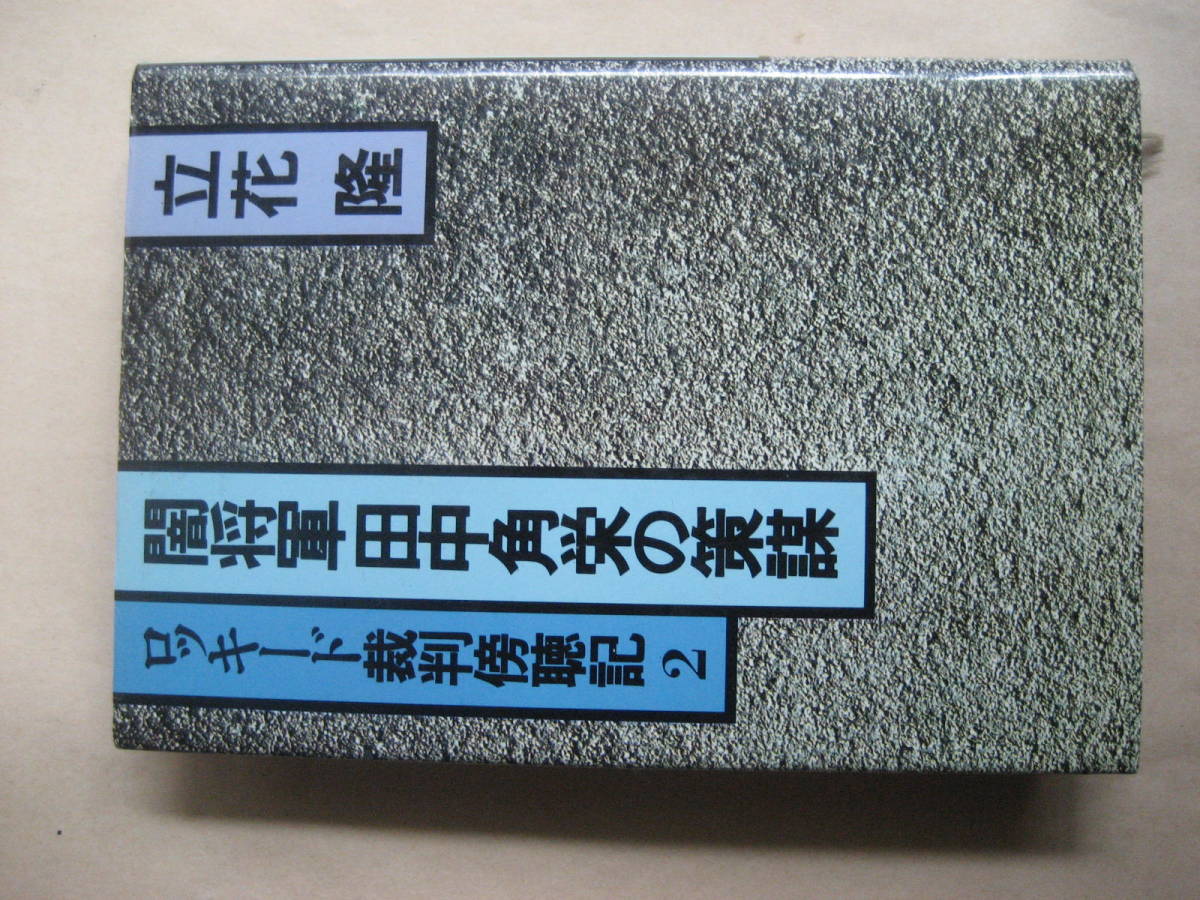 ロッキード裁判傍聴記 2
闇将軍 田中角栄の策謀
立花 隆